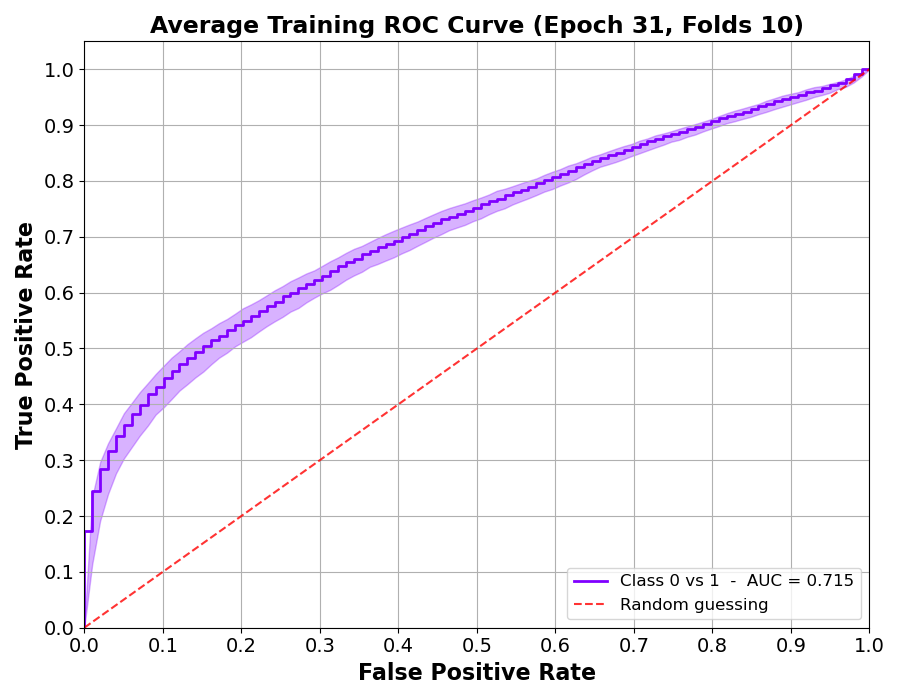 Average Training ROC Curve (Epoch 31, Folds 10)
True Positive Rate
1.0
0.9
0.8
0.7
0.6
0.5
0.4
0.3
0.2
0.1
0.0
Class 0 vs 1 - AUC = 0.715
Random guessing
0.0 0.1 0.2 0.3 0.4 0.5 0.6 0.7 0.8 0.9 1.0
False Positive Rate